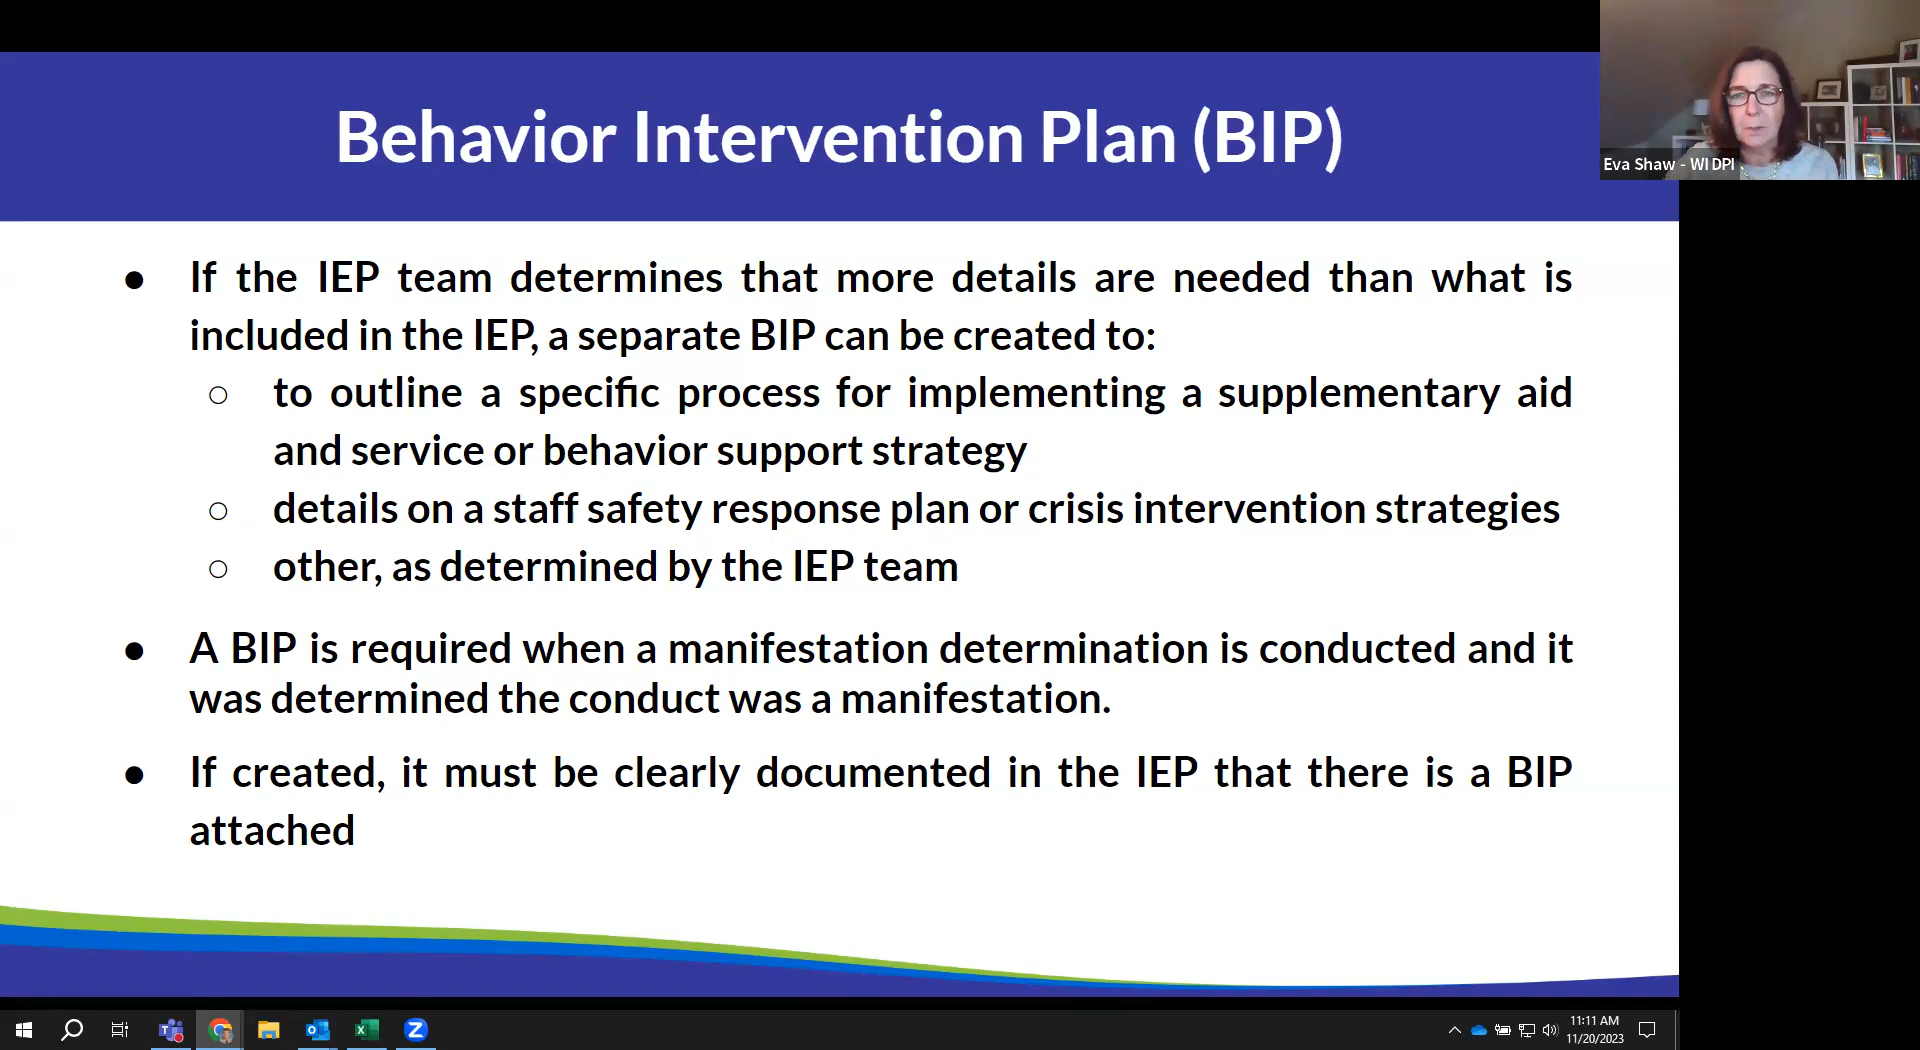 Behavior Intervention Plan (BIP)
Eva Shaw - WI DPI
● If the IEP team determines that more details are needed than what is
included in the IEP, a separate BIP can be created to:
○ to outline a specific process for implementing a supplementary aid
and service or behavior support strategy
○ details on a staff safety response plan or crisis intervention strategies
○ other, as determined by the IEP team
● A BIP is required when a manifestation determination is conducted and it
was determined the conduct was a manifestation.
● If created, it must be clearly documented in the IEP that there is a BIP
attached
11:11 AM
11/20/2023